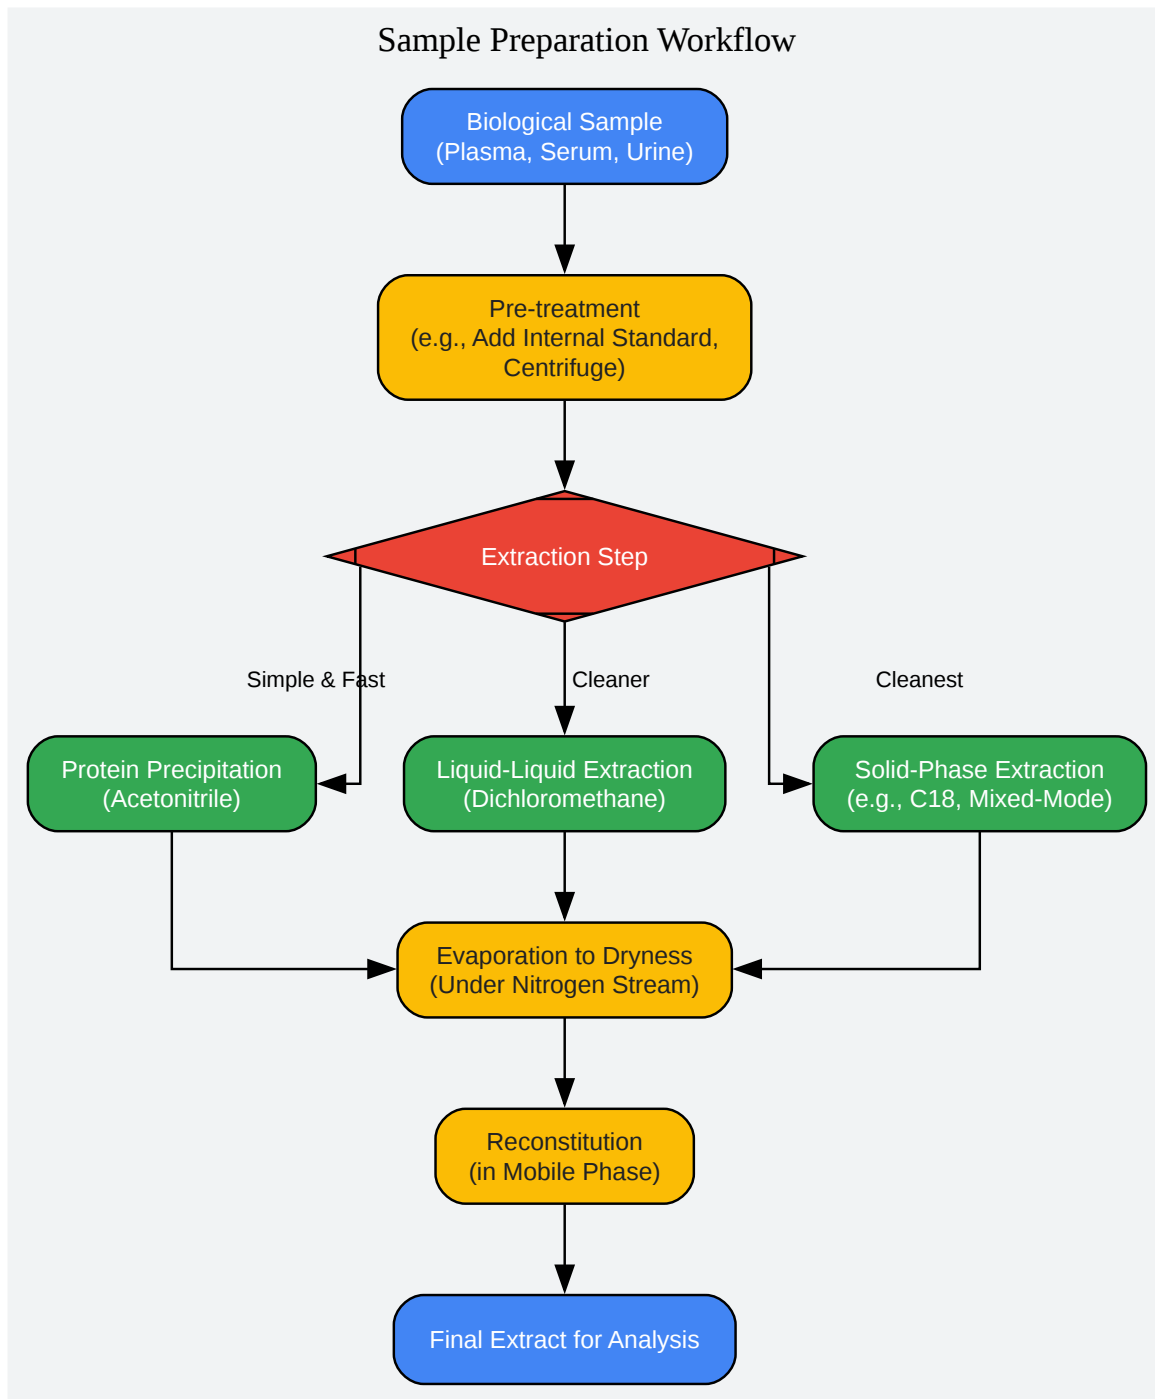 Sample Preparation Workflow
Biological Sample
(Plasma, Serum, Urine)
Pre-treatment
(e.g., Add Internal Standard,
Centrifuge)
Extraction Step
Simple & Fast
Cleaner
Cleanest
Protein Precipitation
(Acetonitrile)
Liquid-Liquid Extraction
(Dichloromethane)
Solid-Phase Extraction
(e.g., C18, Mixed-Mode)
Evaporation to Dryness
(Under Nitrogen Stream)
Reconstitution
(in Mobile Phase)
Final Extract for Analysis